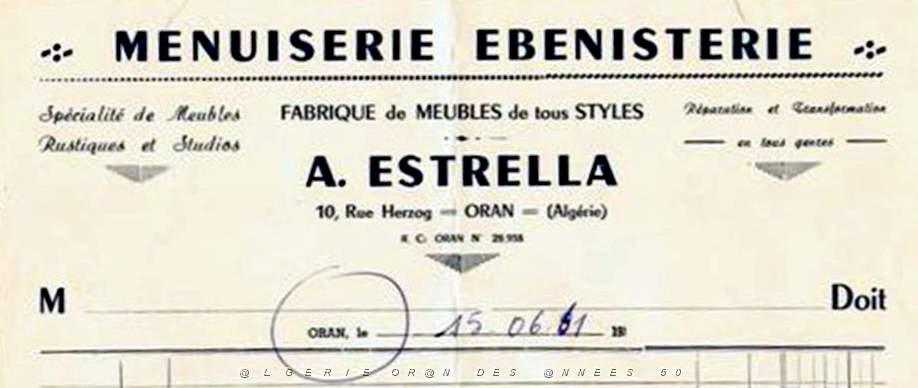 MENUISERIE EBENISTERIE
Spécialité de Meubles
Rustiques et Studios
FABRIQUE de MEUBLES de tous STYLES
Réparation et Transformation
en tous genres
A. ESTRELLA
10, Rue Herzog — ORAN — (Algérie)
R. C. ORAN N° 26.958
M Doit
ORAN, le 15.06.61 19
@LGERIE OR@N DES @NNEES 50